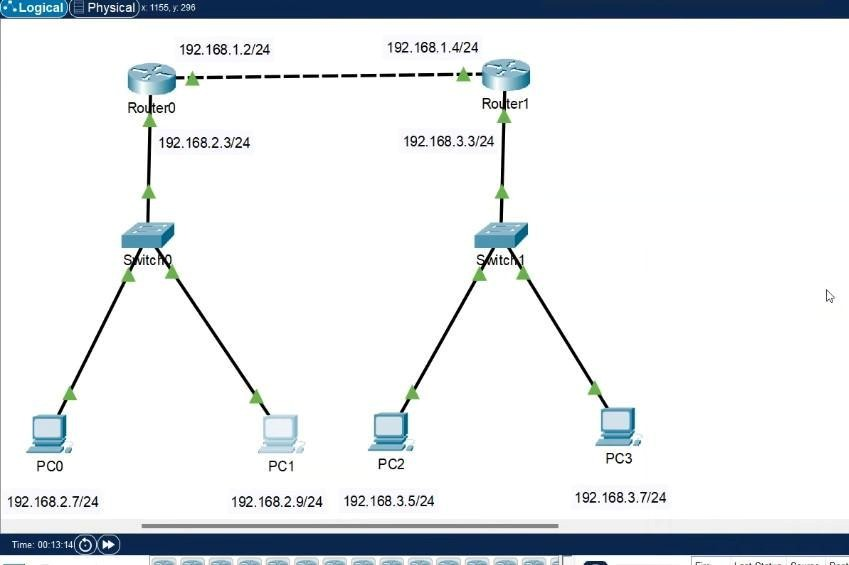 Logical Physical x: 1155, y: 296
192.168.1.2/24 192.168.1.4/24
Router0 Router1
192.168.2.3/24 192.168.3.3/24
Switch0 Switch1
PC0 PC1 PC2 PC3
192.168.2.7/24 192.168.2.9/24 192.168.3.5/24 192.168.3.7/24
Time: 00:13:14